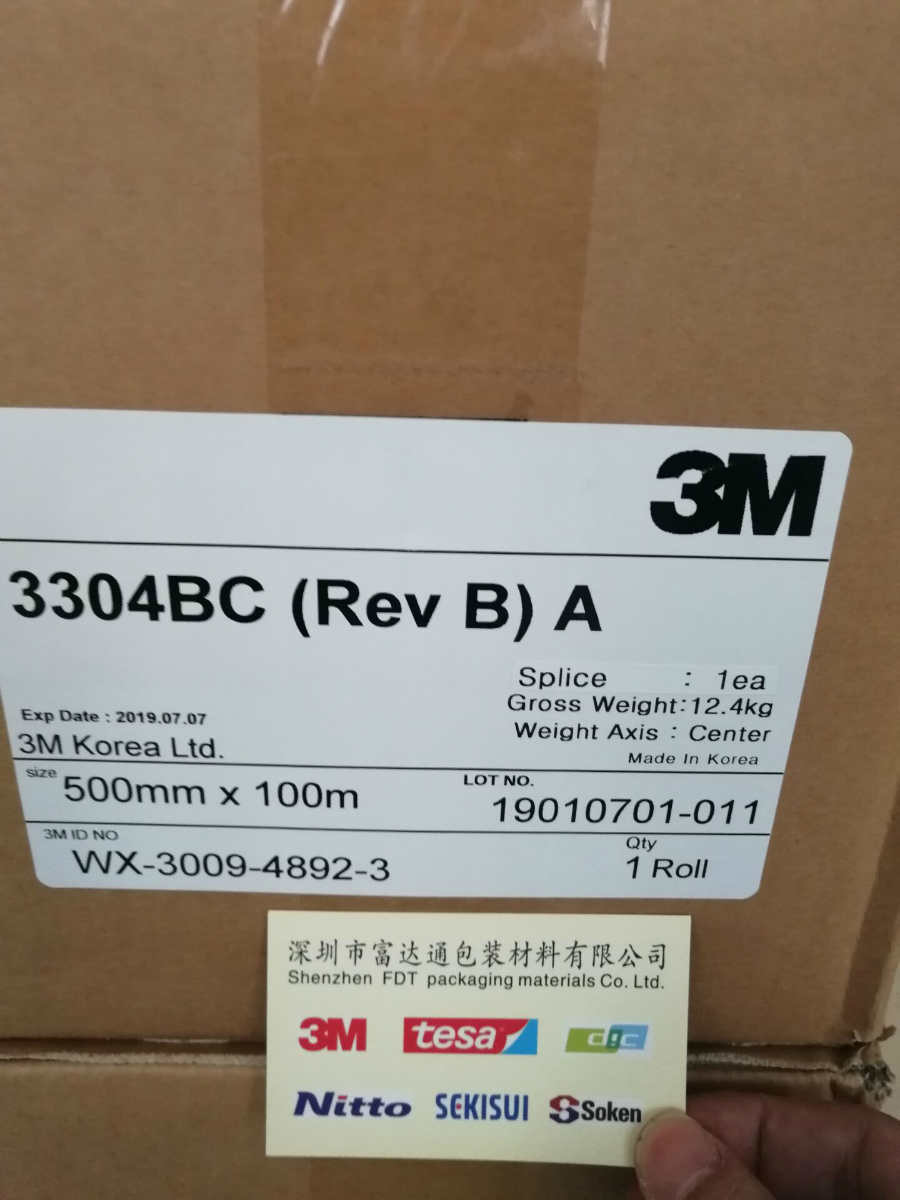 3M
3304BC (Rev B) A
Splice : 1ea
Gross Weight:12.4kg
Exp Date : 2019.07.07
Weight Axis : Center
3M Korea Ltd.
Made In Korea
size 500mm x 100m
LOT NO. 19010701-011
3M ID NO WX-3009-4892-3
Qty 1 Roll
深圳市富达通包装材料有限公司
Shenzhen FDT packaging materials Co. Ltd.
3M tesa cgc
Nitto SEKISUI Soken